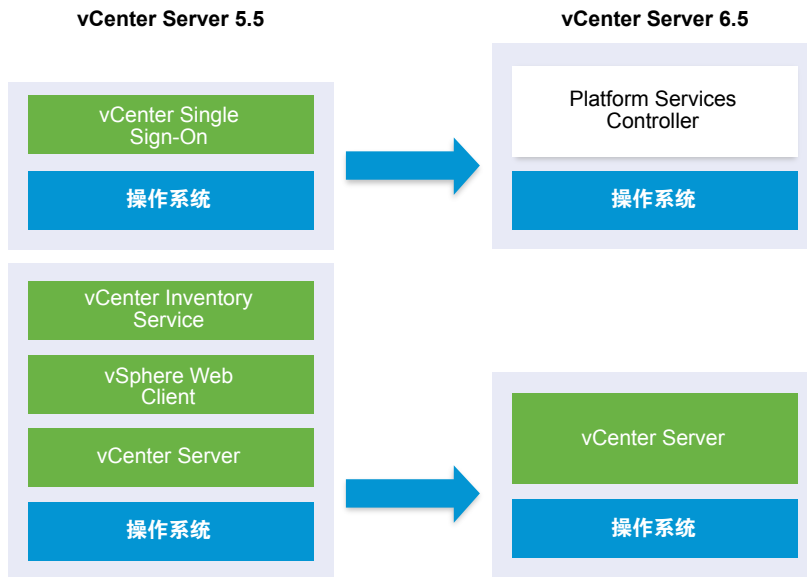 vCenter Server 5.5
vCenter Server 6.5
vCenter Single
Sign-On
操作系统
Platform Services
Controller
操作系统
vCenter Inventory
Service
vSphere Web
Client
vCenter Server
操作系统
vCenter Server
操作系统